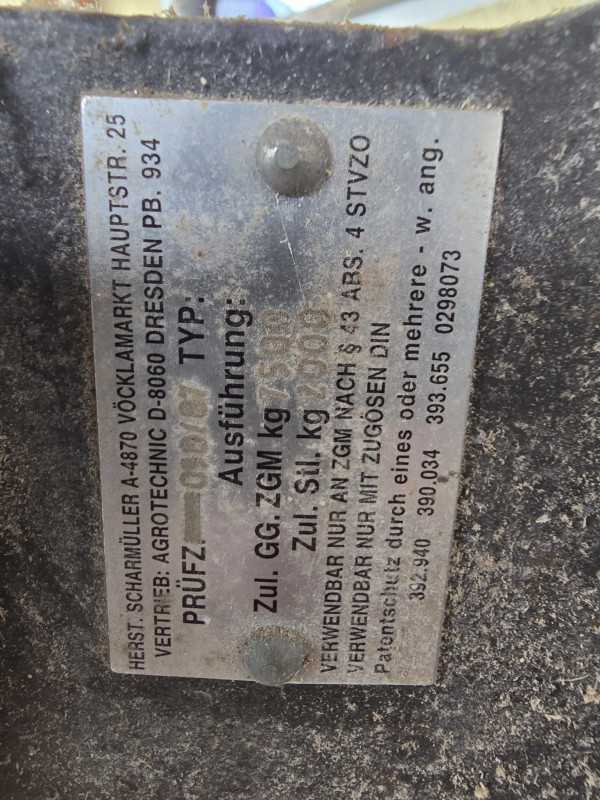 HERST. SCHARMÜLLER A-4870 VÖCKLAMARKT HAUPTSTR. 25
VERTRIEB: AGROTECHNIC D-8060 DRESDEN PB. 934
PRÜFZ. TYP:
Ausführung:
Zul. GG. ZGM kg 7500
Zul. Stl. kg 2000
VERWENDBAR NUR AN ZGM NACH § 43 ABS: 4 STVZO
VERWENDBAR NUR MIT ZUGÖSEN DIN
Patentschutz durch eines oder mehrere - w. ang.
392.940 390.034 393.655 0298073